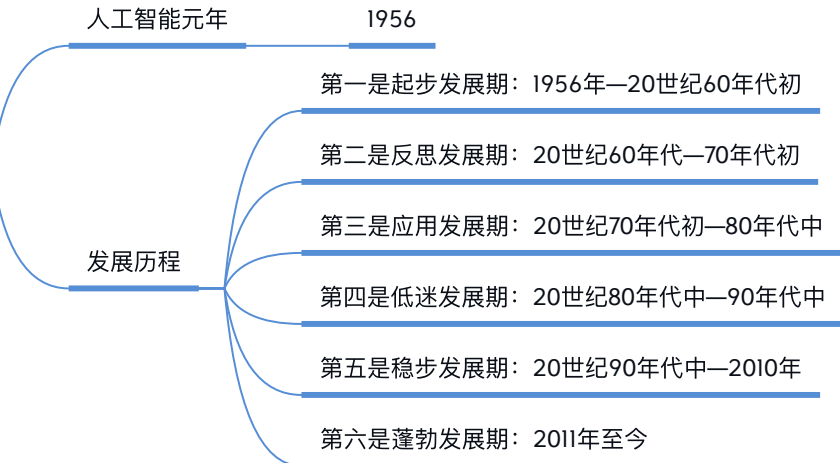 人工智能元年
1956
第一是起步发展期：1956年—20世纪60年代初
第二是反思发展期：20世纪60年代—70年代初
第三是应用发展期：20世纪70年代初—80年代中
发展历程
第四是低迷发展期：20世纪80年代中—90年代中
第五是稳步发展期：20世纪90年代中—2010年
第六是蓬勃发展期：2011年至今